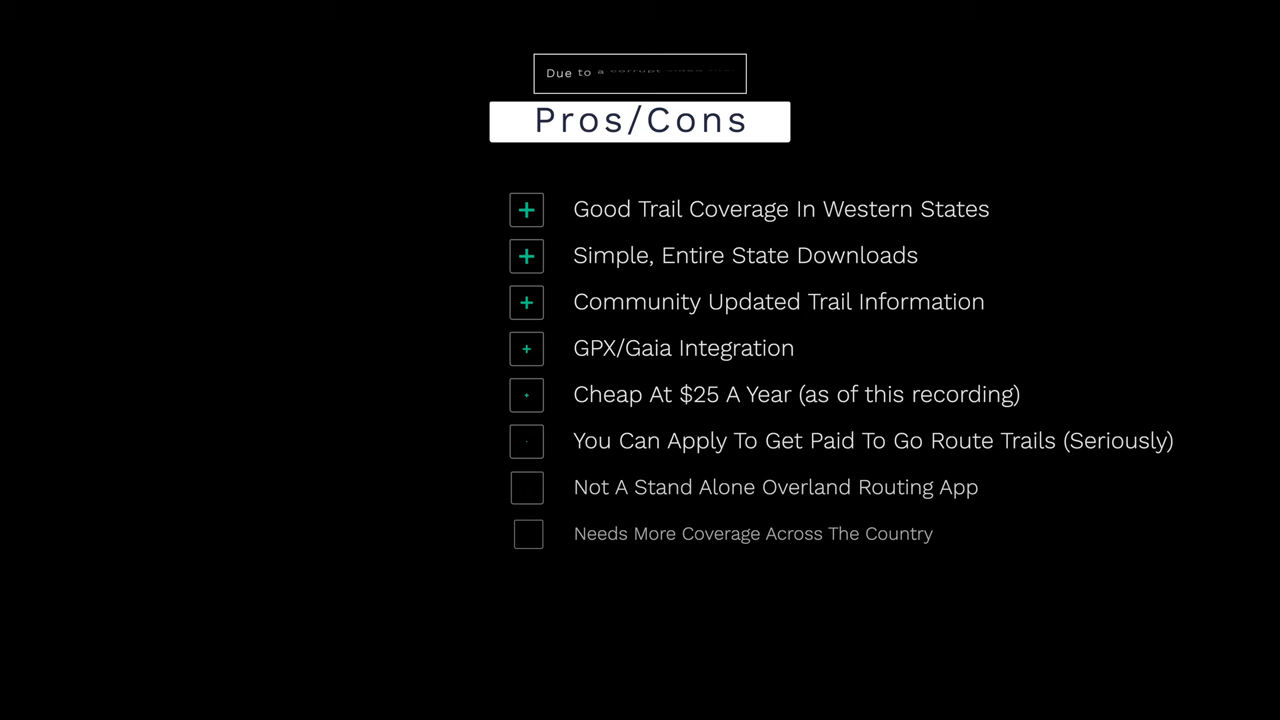 Due to a
Pros/Cons
Good Trail Coverage In Western States
Simple, Entire State Downloads
Community Updated Trail Information
GPX/Gaia Integration
Cheap At $25 A Year (as of this recording)
You Can Apply To Get Paid To Go Route Trails (Seriously)
Not A Stand Alone Overland Routing App
Needs More Coverage Across The Country